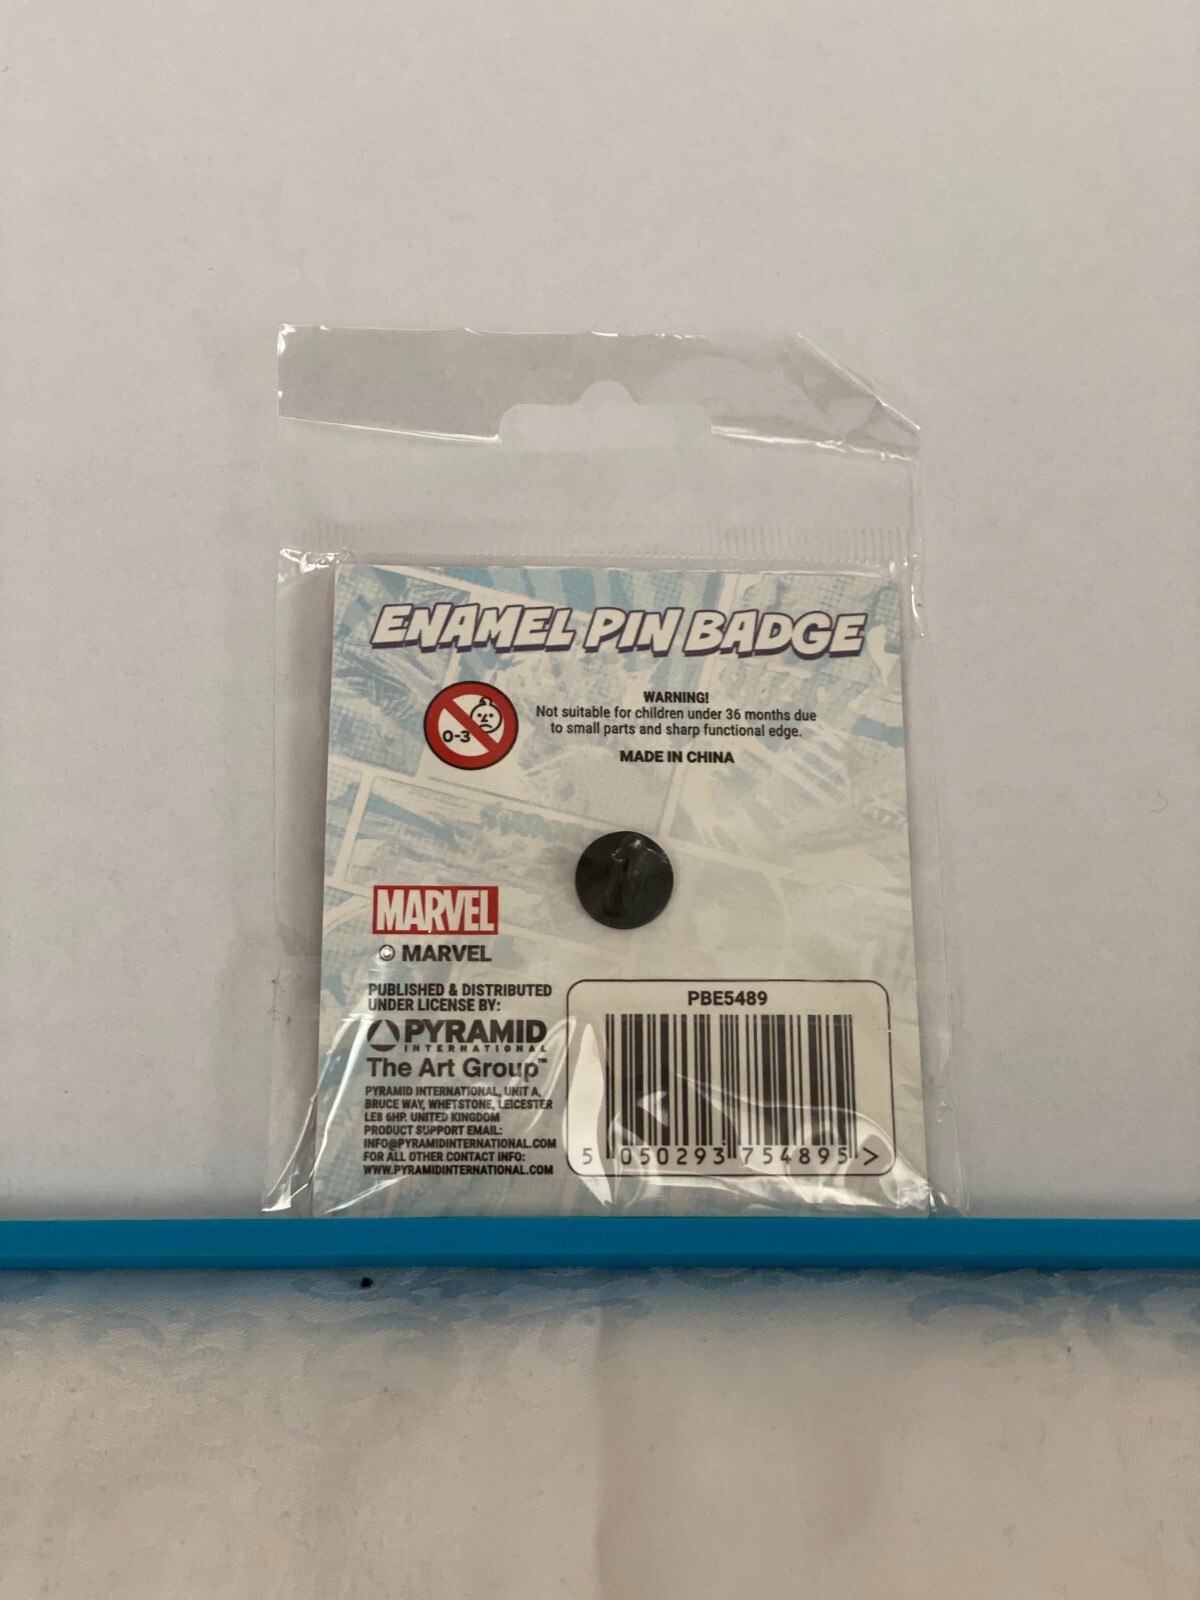 ENAMEL PIN BADGE
0-3
WARNING!
Not suitable for children under 36 months due
to small parts and sharp functional edge.
MADE IN CHINA
MARVEL
© MARVEL
PUBLISHED & DISTRIBUTED
UNDER LICENSE BY:
PYRAMID
INTERNATIONAL
The Art Group™
PYRAMID INTERNATIONAL, UNIT A,
BRUCE WAY, WHETSTONE, LEICESTER
LE8 6HP. UNITED KINGDOM
PRODUCT SUPPORT EMAIL:
INFO@PYRAMIDINTERNATIONAL.COM
FOR ALL OTHER CONTACT INFO:
WWW.PYRAMIDINTERNATIONAL.COM
PBE5489
5 050293 754895 >